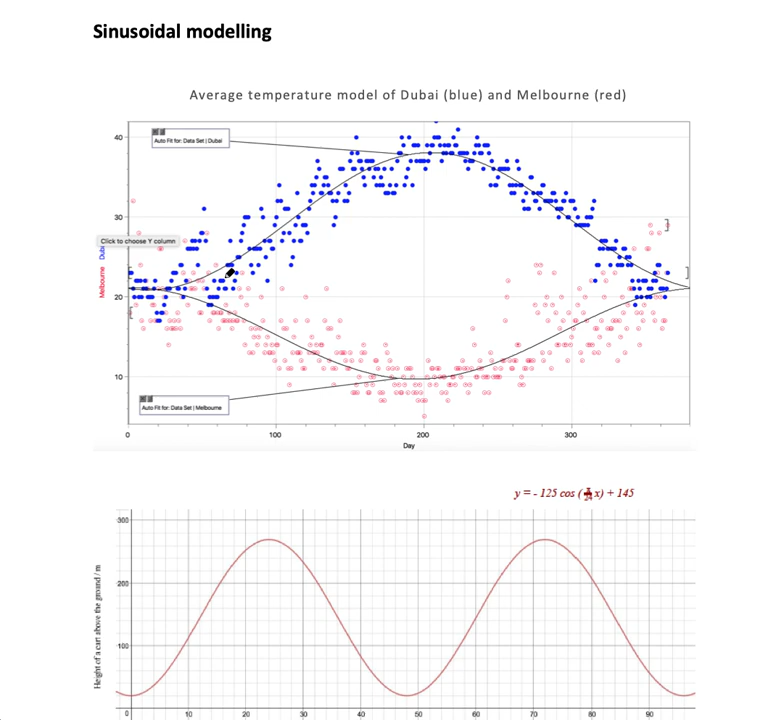 Sinusoidal modelling
Average temperature model of Dubai (blue) and Melbourne (red)
40
Auto Fit for: Data Set | Dubai
30
Click to choose Y column
Melbourne
20
10
Auto Fit for: Data Set | Melbourne
0 100 200 300
Day
y = - 125 cos (π/24 x) + 145
Height of a cart above the ground / m
300
200
100
0 10 20 30 40 50 60 70 80 90